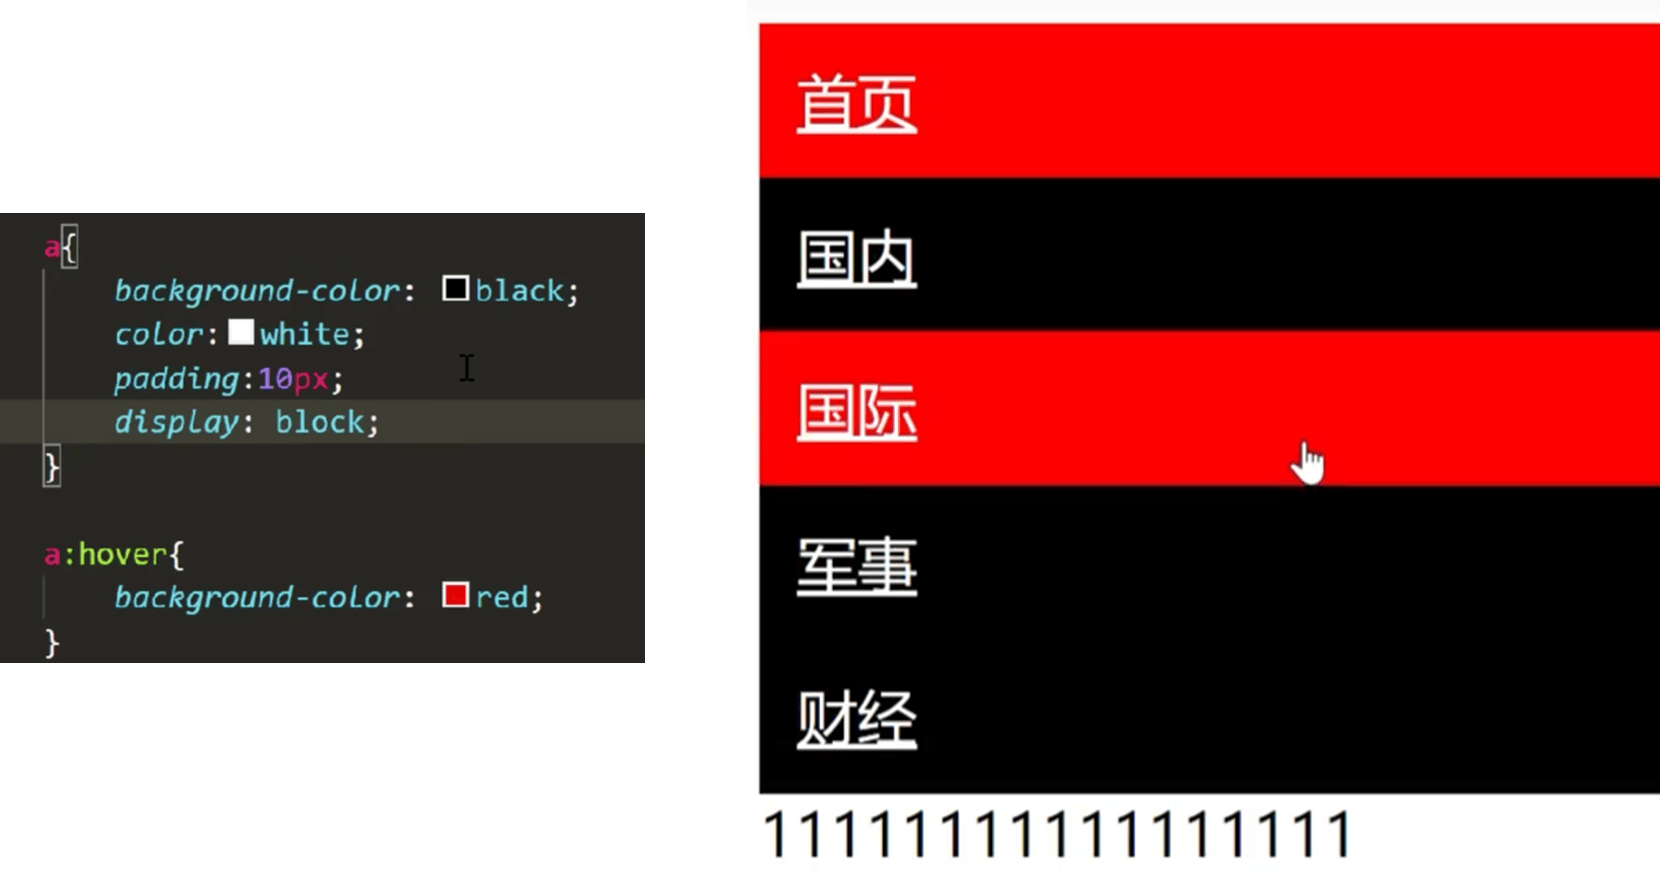 a{
background-color: black;
color: white;
padding:10px;
display: block;
}
a:hover{
background-color: red;
}
首页
国内
国际
军事
财经
11111111111111111